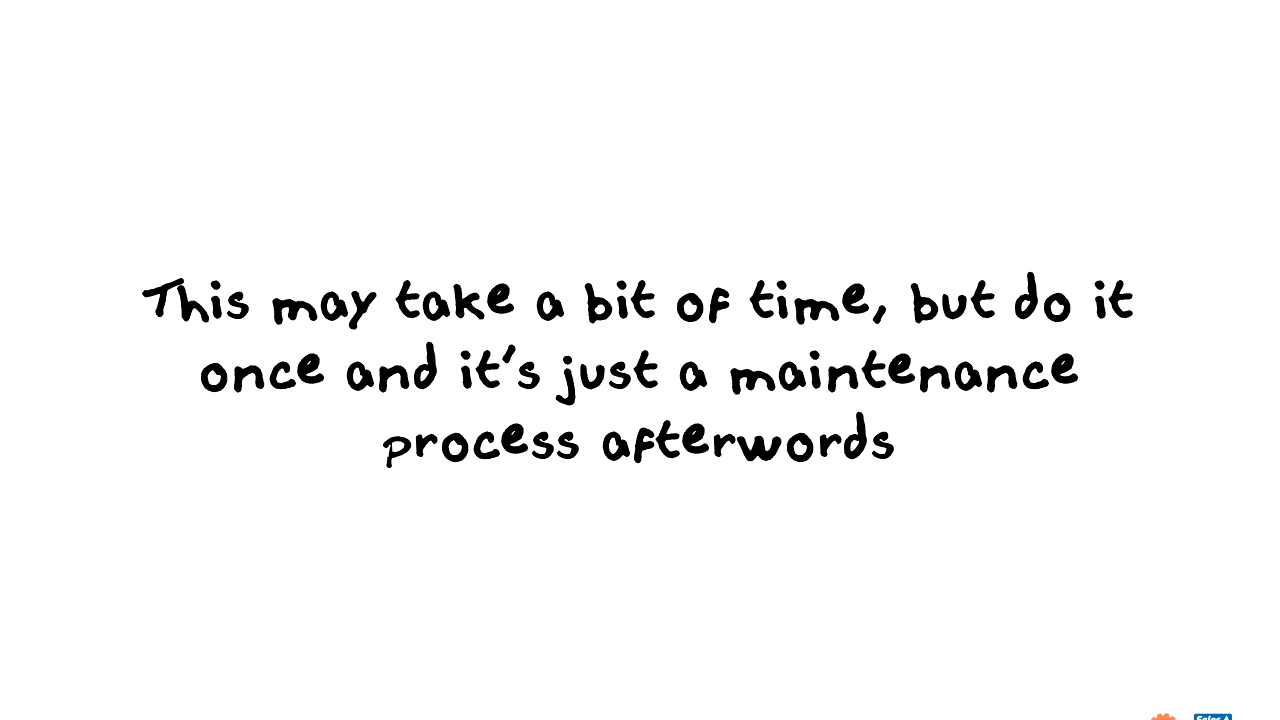 This may take a bit of time, but do it
once and it's just a maintenance
process afterwords